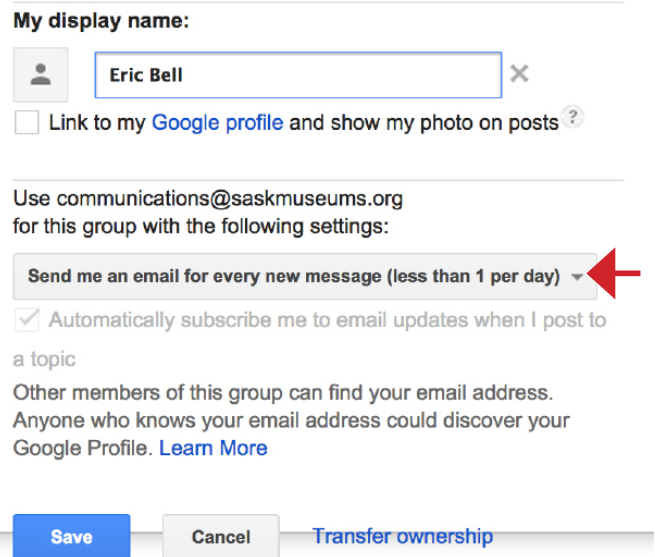 My display name:
Eric Bell
Link to my Google profile and show my photo on posts ?
Use communications@saskmuseums.org
for this group with the following settings:
Send me an email for every new message (less than 1 per day)
Automatically subscribe me to email updates when I post to
a topic
Other members of this group can find your email address.
Anyone who knows your email address could discover your
Google Profile. Learn More
Save Cancel Transfer ownership